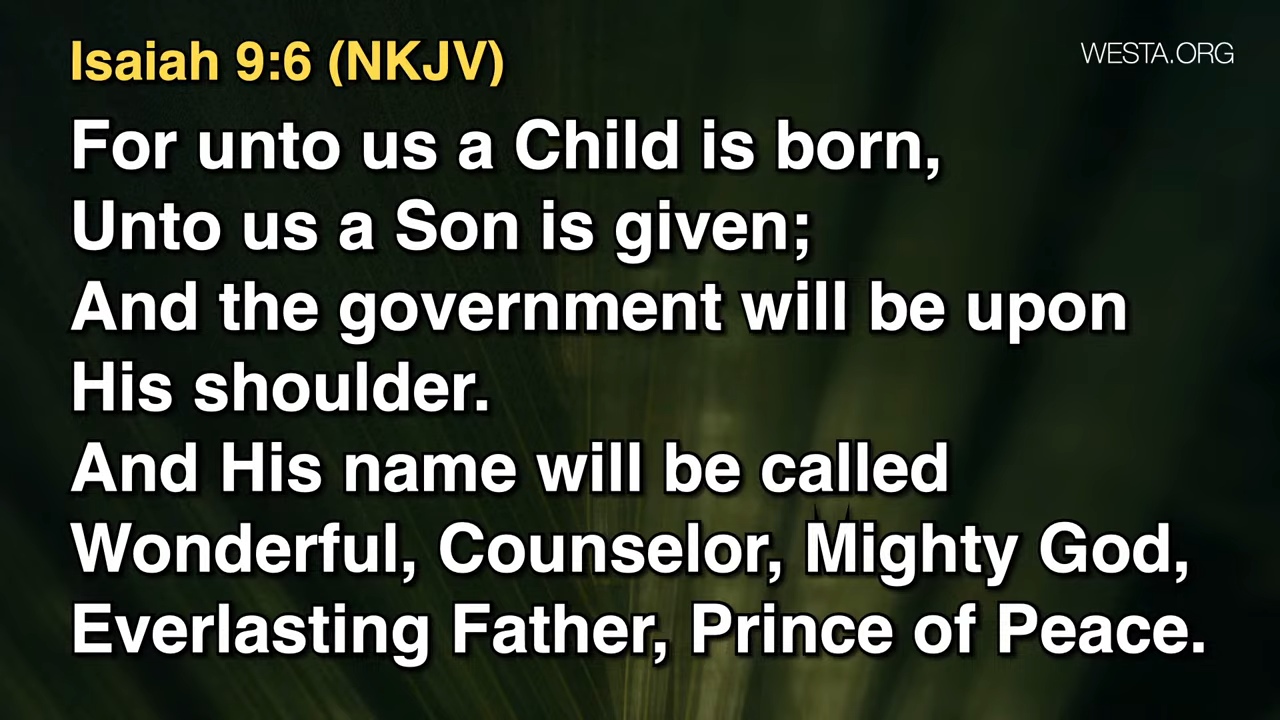 Isaiah 9:6 (NKJV)
WESTA.ORG
For unto us a Child is born,
Unto us a Son is given;
And the government will be upon
His shoulder.
And His name will be called
Wonderful, Counselor, Mighty God,
Everlasting Father, Prince of Peace.